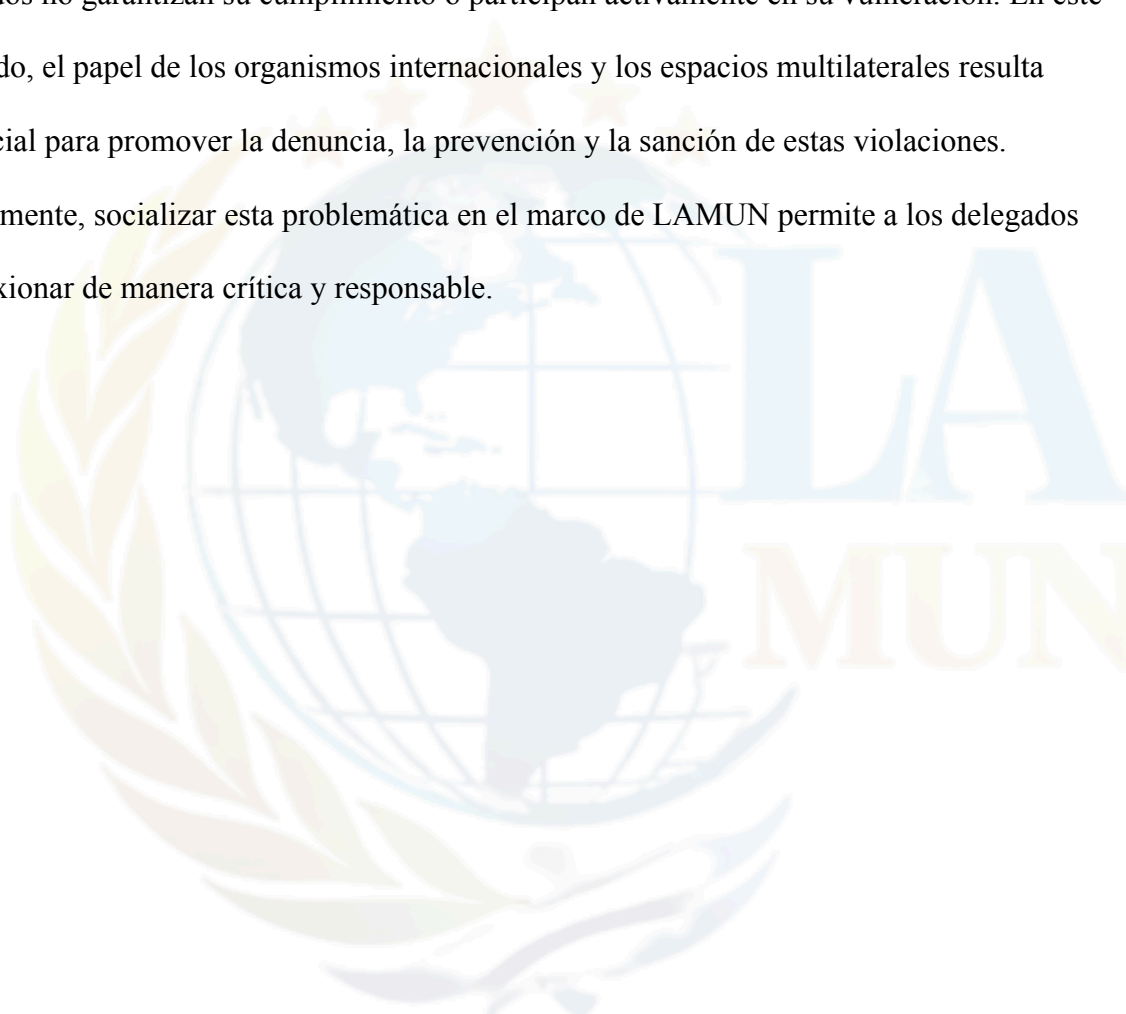 dos no garantizan su cumplimiento o participan activamente en su vulneración. En este
do, el papel de los organismos internacionales y los espacios multilaterales resulta
cial para promover la denuncia, la prevención y la sanción de estas violaciones.
mente, socializar esta problemática en el marco de LAMUN permite a los delegados
xionar de manera crítica y responsable.
LA
MUN